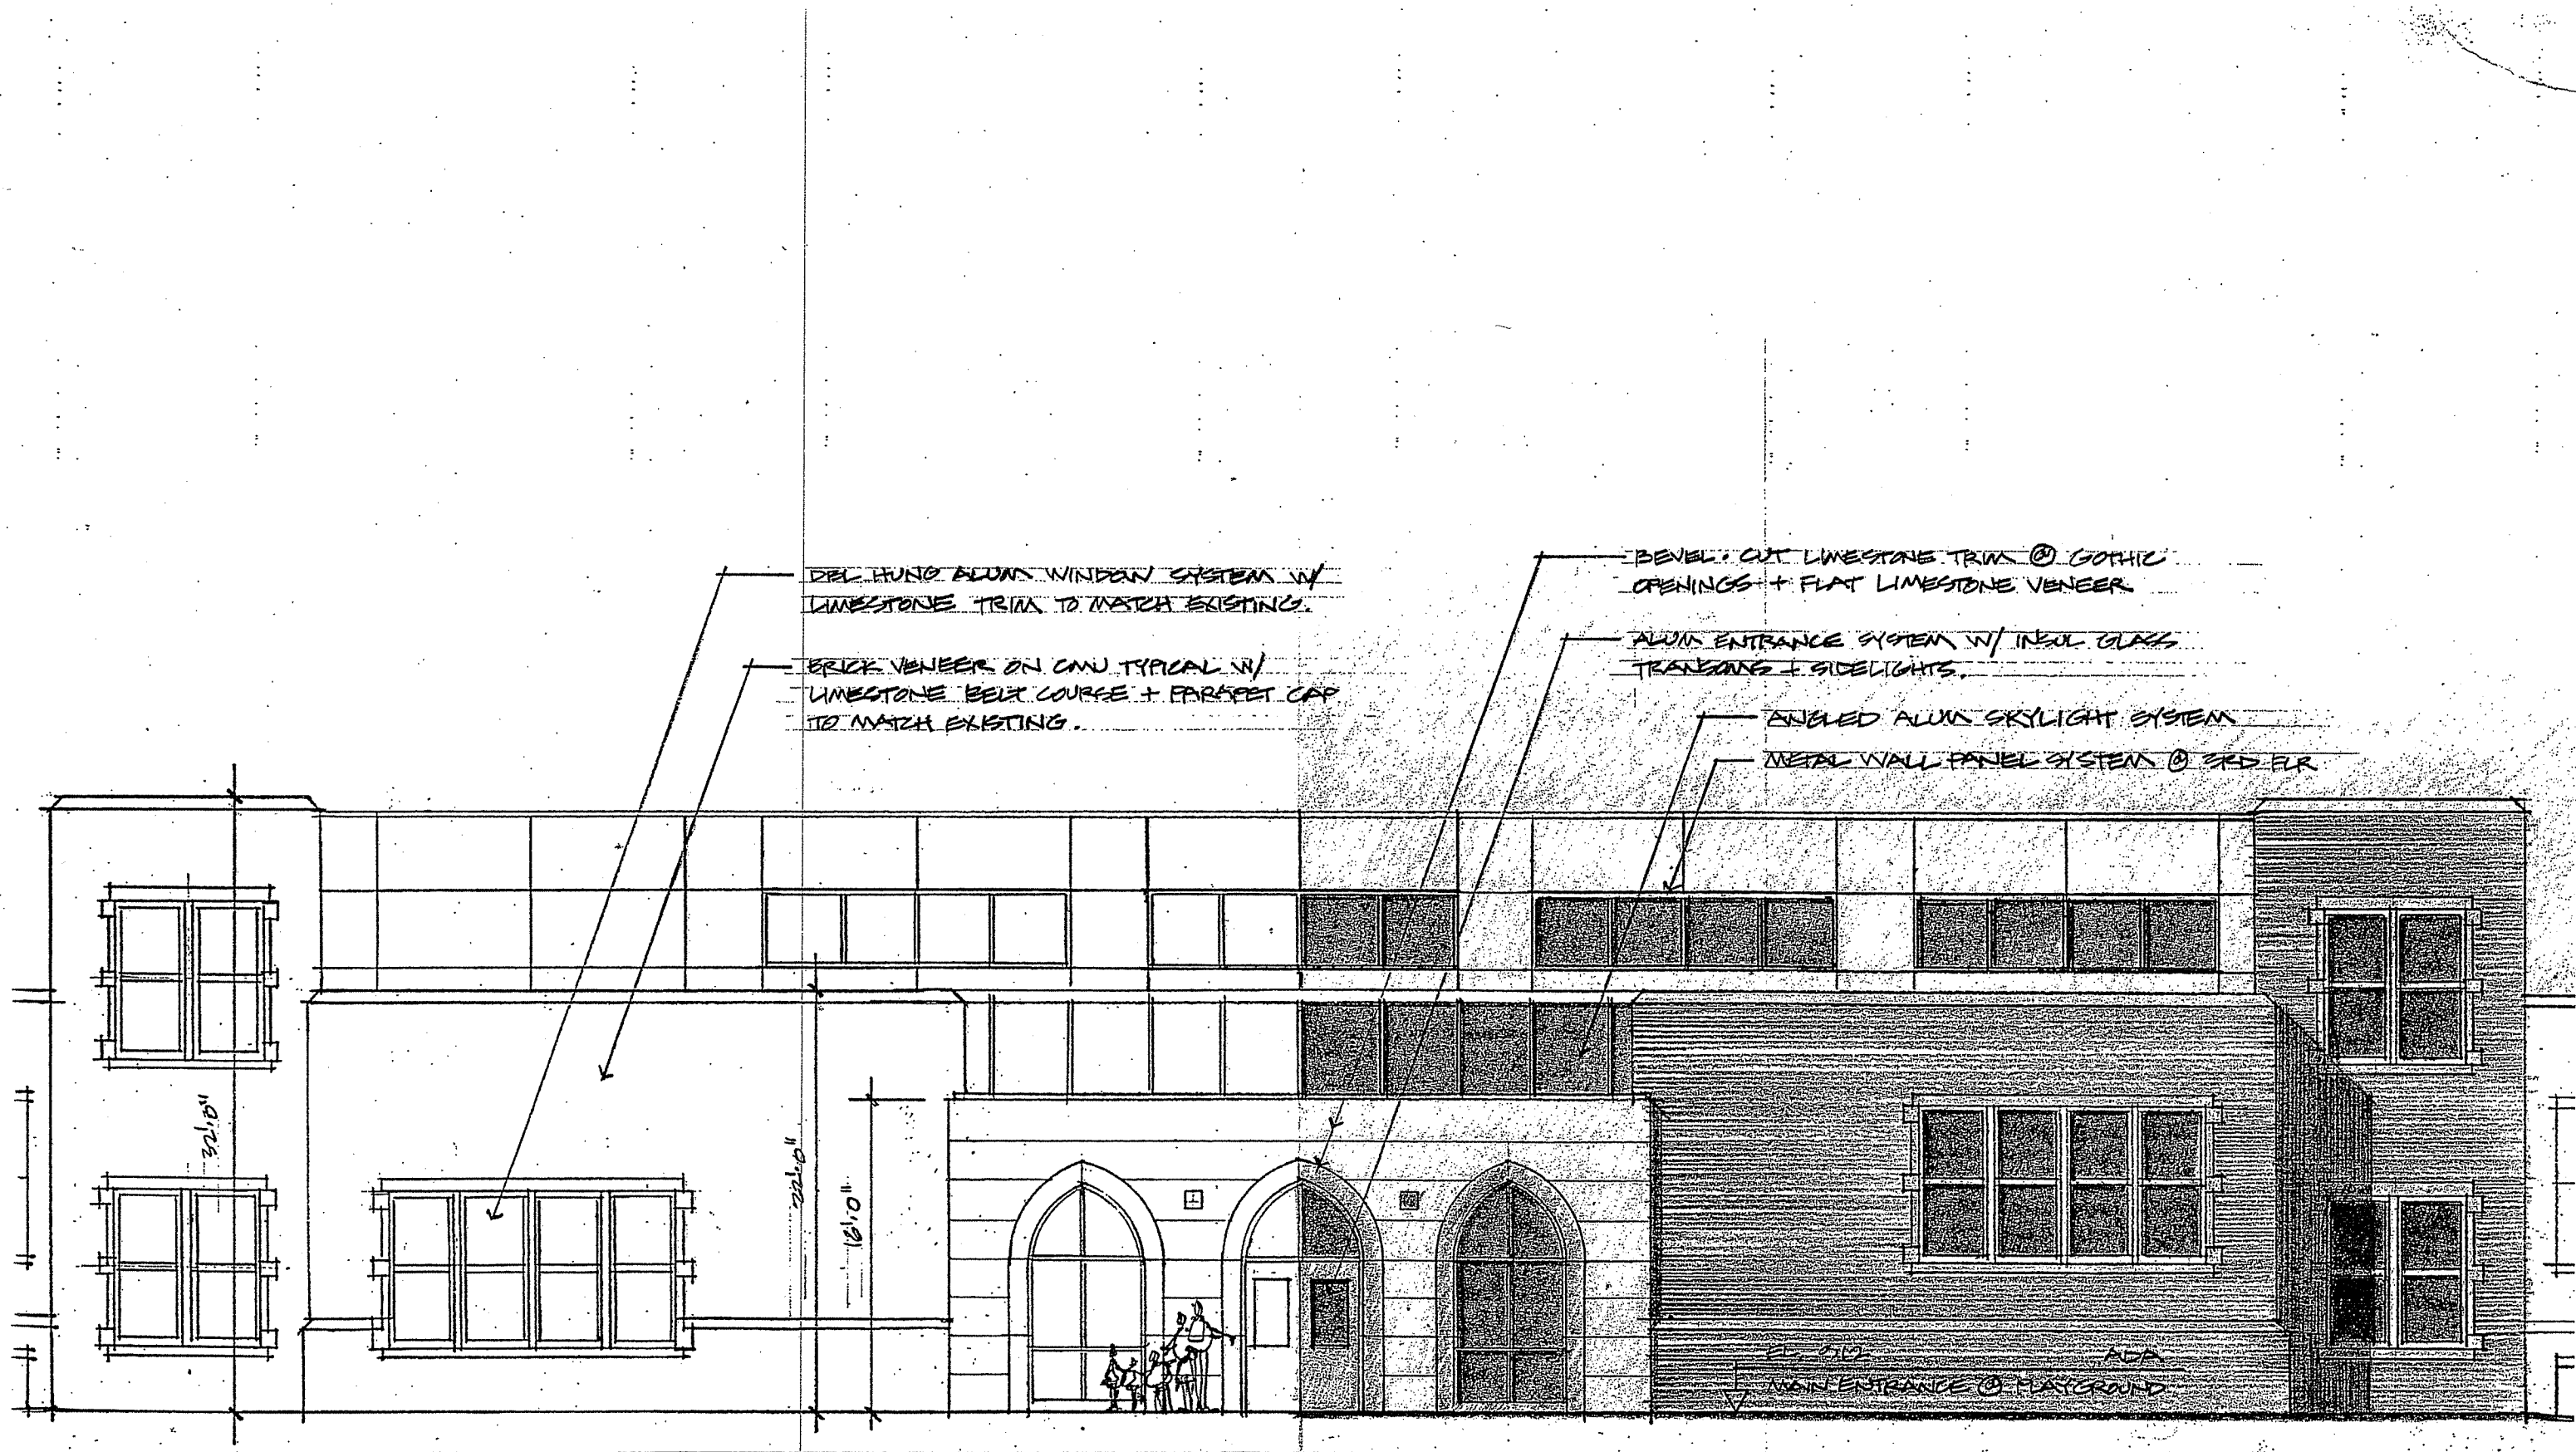 DBL HUNG ALUM WINDOW SYSTEM W/
LIMESTONE TRIM TO MATCH EXISTING.
BRICK VENEER ON CMU TYPICAL W/
LIMESTONE BELT COURSE + PARAPET CAP
TO MATCH EXISTING.
BEVEL. CUT LIMESTONE TRIM @ GOTHIC
OPENINGS + FLAT LIMESTONE VENEER
ALUM ENTRANCE SYSTEM W/ INSUL GLASS
TRANSOMS + SIDELIGHTS.
ANGLED ALUM SKYLIGHT SYSTEM
METAL WALL PANEL SYSTEM @ 3RD FLR
32'.0"
22'.0"
16'.0"
EL. 912 ADA
MAIN ENTRANCE @ PLAYGROUND